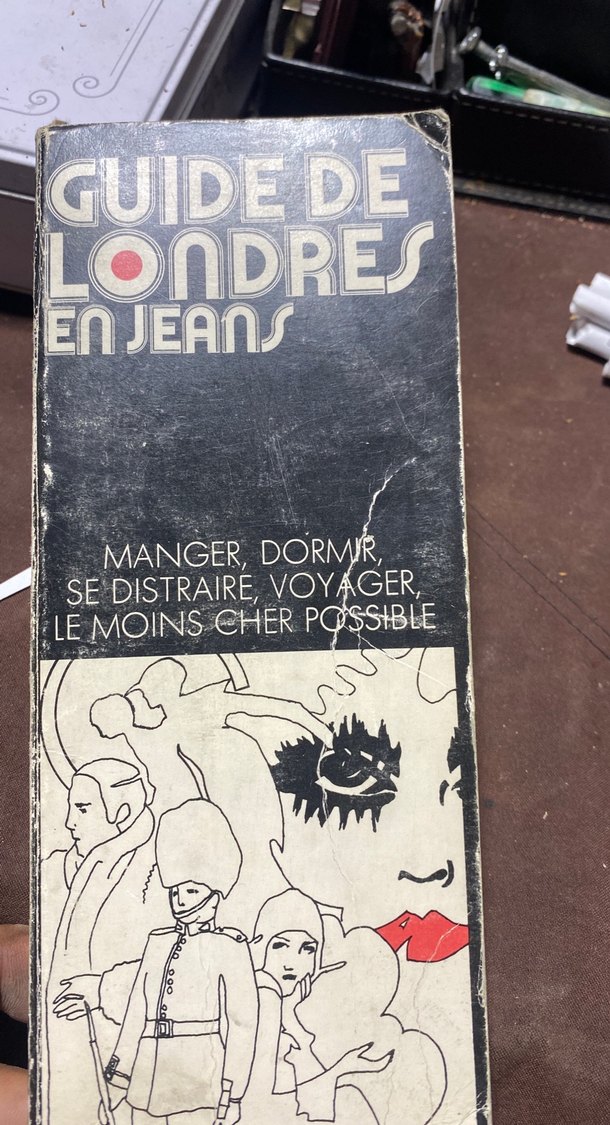 GUIDE DE
LONDRES
EN JEANS
MANGER, DORMIR,
SE DISTRAIRE, VOYAGER,
LE MOINS CHER POSSIBLE